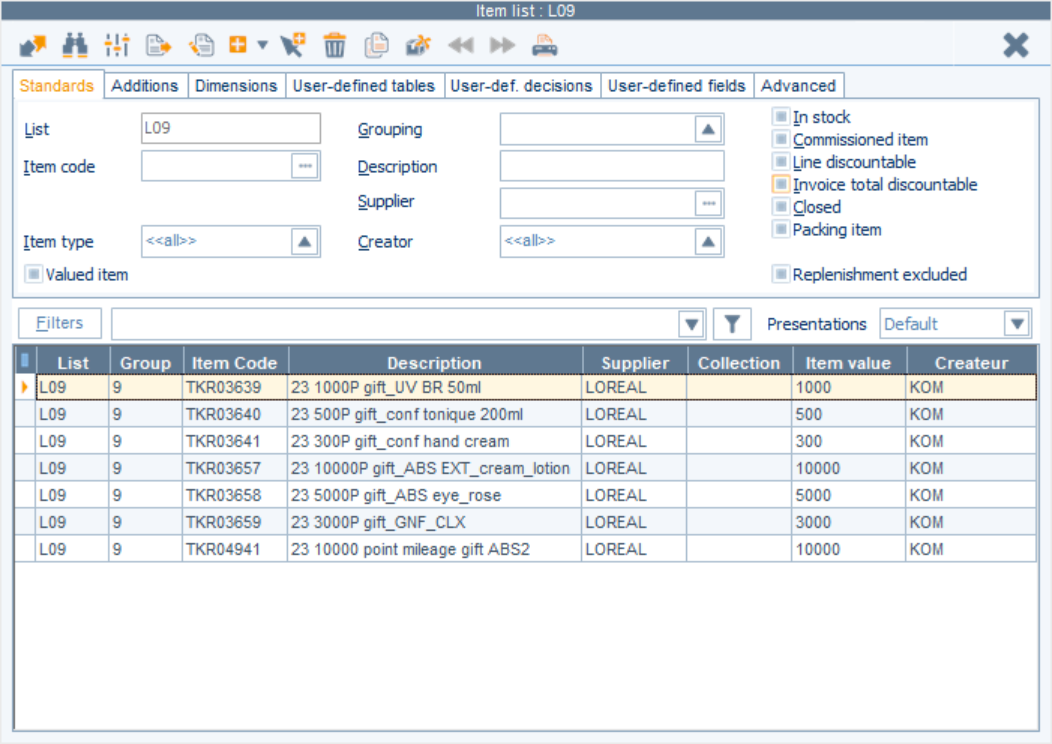 Item list : L09
Standards Additions Dimensions User-defined tables User-def. decisions User-defined fields Advanced
List L09 Grouping In stock
Commissioned item
Item code ... Description Line discountable
Invoice total discountable
Supplier ... Closed
Packing item
Item type <<all>> Creator <<all>>
Valued item Replenishment excluded
Filters Presentations Default
List Group Item Code Description Supplier Collection Item value Createur
L09 9 TKR03639 23 1000P gift_UV BR 50ml LOREAL 1000 KOM
L09 9 TKR03640 23 500P gift_conf tonique 200ml LOREAL 500 KOM
L09 9 TKR03641 23 300P gift_conf hand cream LOREAL 300 KOM
L09 9 TKR03657 23 10000P gift_ABS EXT_cream_lotion LOREAL 10000 KOM
L09 9 TKR03658 23 5000P gift_ABS eye_rose LOREAL 5000 KOM
L09 9 TKR03659 23 3000P gift_GNF_CLX LOREAL 3000 KOM
L09 9 TKR04941 23 10000 point mileage gift ABS2 LOREAL 10000 KOM